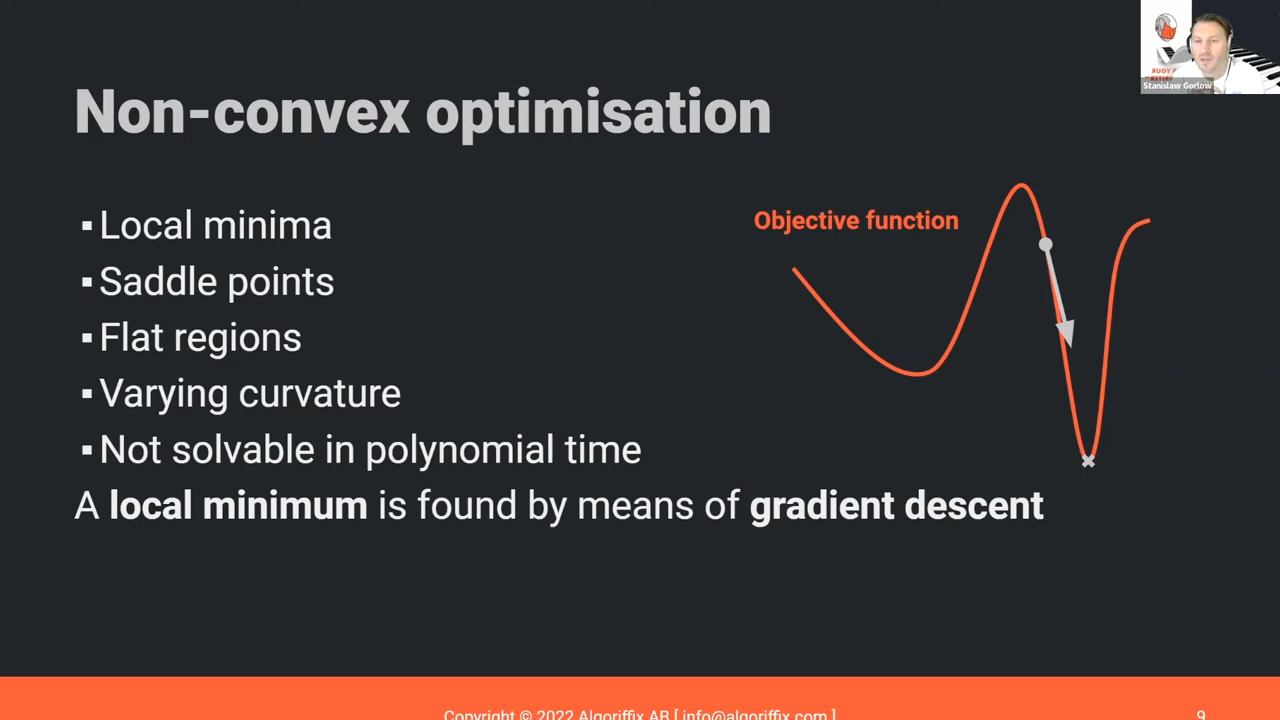 Stanislaw Gorlow
Non-convex optimisation
▪ Local minima
▪ Saddle points
▪ Flat regions
▪ Varying curvature
▪ Not solvable in polynomial time
A local minimum is found by means of gradient descent
Objective function
Copyright © 2022 Algoriffix AB [ info@algoriffix.com ]
9